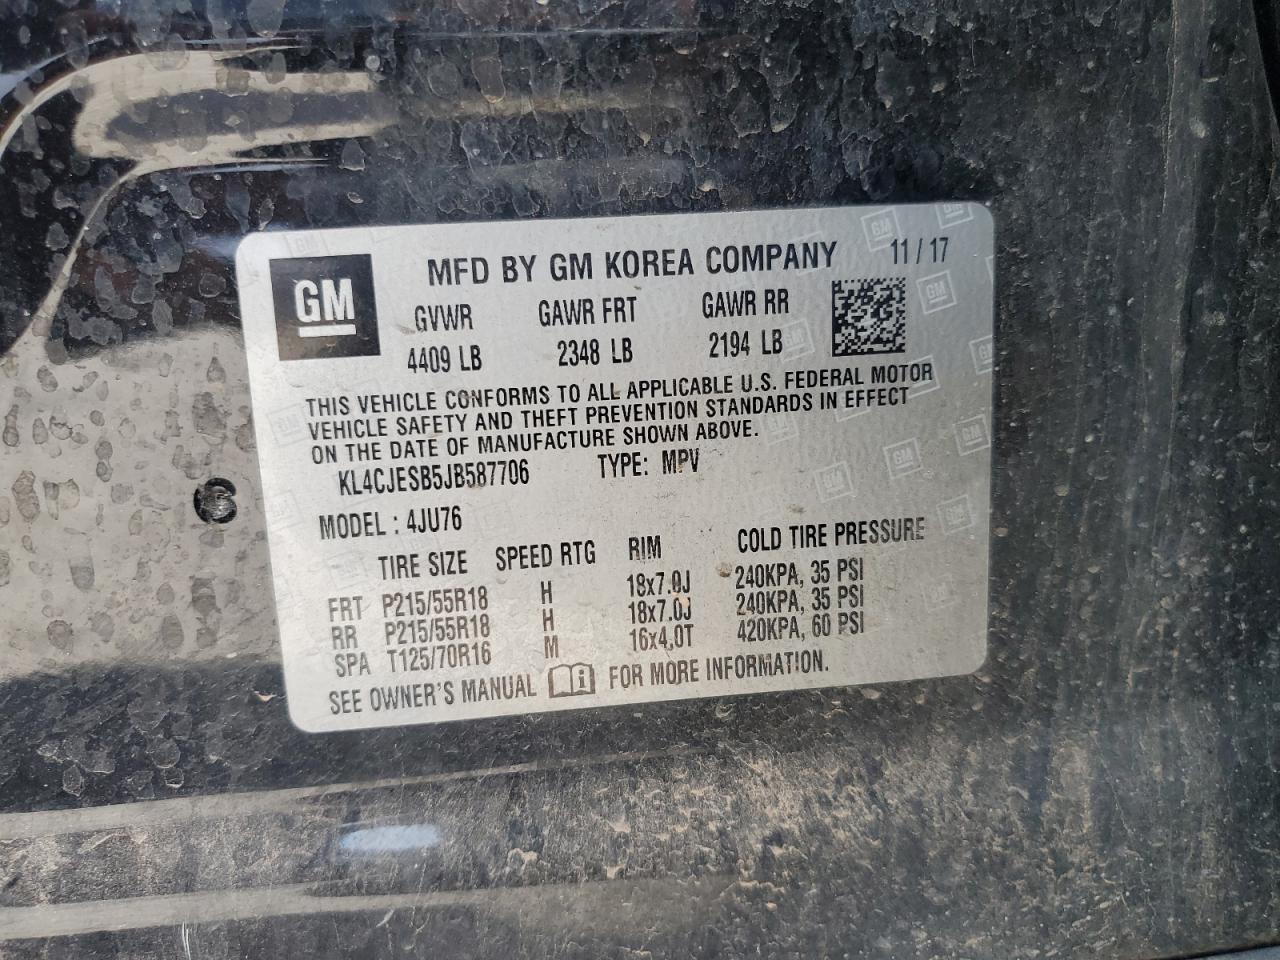 GM
MFD BY GM KOREA COMPANY 11 / 17
GVWR GAWR FRT GAWR RR
4409 LB 2348 LB 2194 LB
THIS VEHICLE CONFORMS TO ALL APPLICABLE U.S. FEDERAL MOTOR
VEHICLE SAFETY AND THEFT PREVENTION STANDARDS IN EFFECT
ON THE DATE OF MANUFACTURE SHOWN ABOVE.
KL4CJESB5JB587706 TYPE: MPV
MODEL : 4JU76
TIRE SIZE SPEED RTG RIM COLD TIRE PRESSURE
FRT P215/55R18 H 18x7.0J 240KPA, 35 PSI
RR P215/55R18 H 18x7.0J 240KPA, 35 PSI
SPA T125/70R16 M 16x4,0T 420KPA, 60 PSI
SEE OWNER'S MANUAL i FOR MORE INFORMATION.